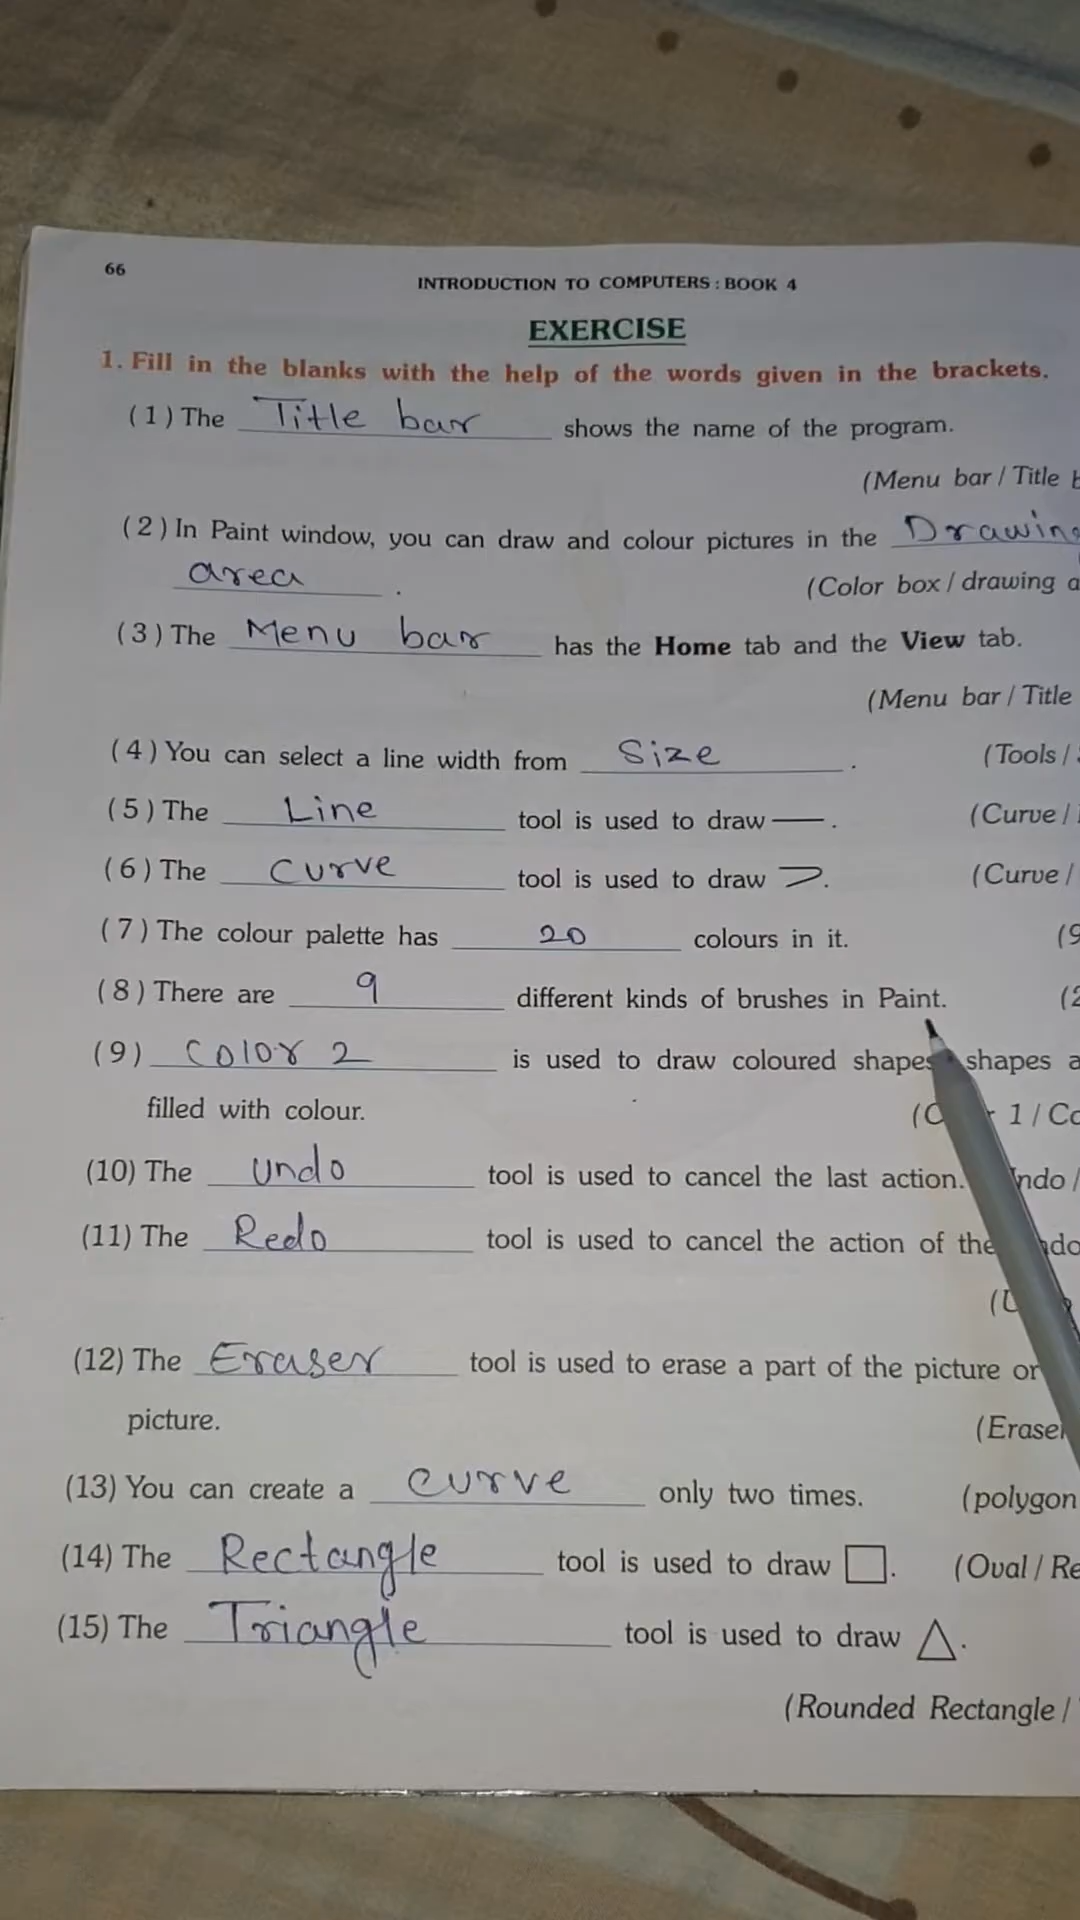 66
INTRODUCTION TO COMPUTERS : BOOK 4
EXERCISE
1. Fill in the blanks with the help of the words given in the brackets.
(1) The Title bar shows the name of the program.
(Menu bar / Title
(2) In Paint window, you can draw and colour pictures in the Drawing
area .
(Color box / drawing a
(3) The Menu bar has the Home tab and the View tab.
(Menu bar / Title
(4) You can select a line width from Size . (Tools /
(5) The Line tool is used to draw —. (Curve /
(6) The Curve tool is used to draw . (Curve /
(7) The colour palette has 20 colours in it. (9
(8) There are 9 different kinds of brushes in Paint. (2
(9) Color 2 is used to draw coloured shapes shapes a
filled with colour.
1 / Co
(10) The Undo tool is used to cancel the last action. ndo /
(11) The Redo tool is used to cancel the action of the do
(12) The Eraser tool is used to erase a part of the picture or
picture.
(Eraser
(13) You can create a curve only two times. (polygon
(14) The Rectangle tool is used to draw □. (Oval / Re
(15) The Triangle tool is used to draw △.
(Rounded Rectangle /